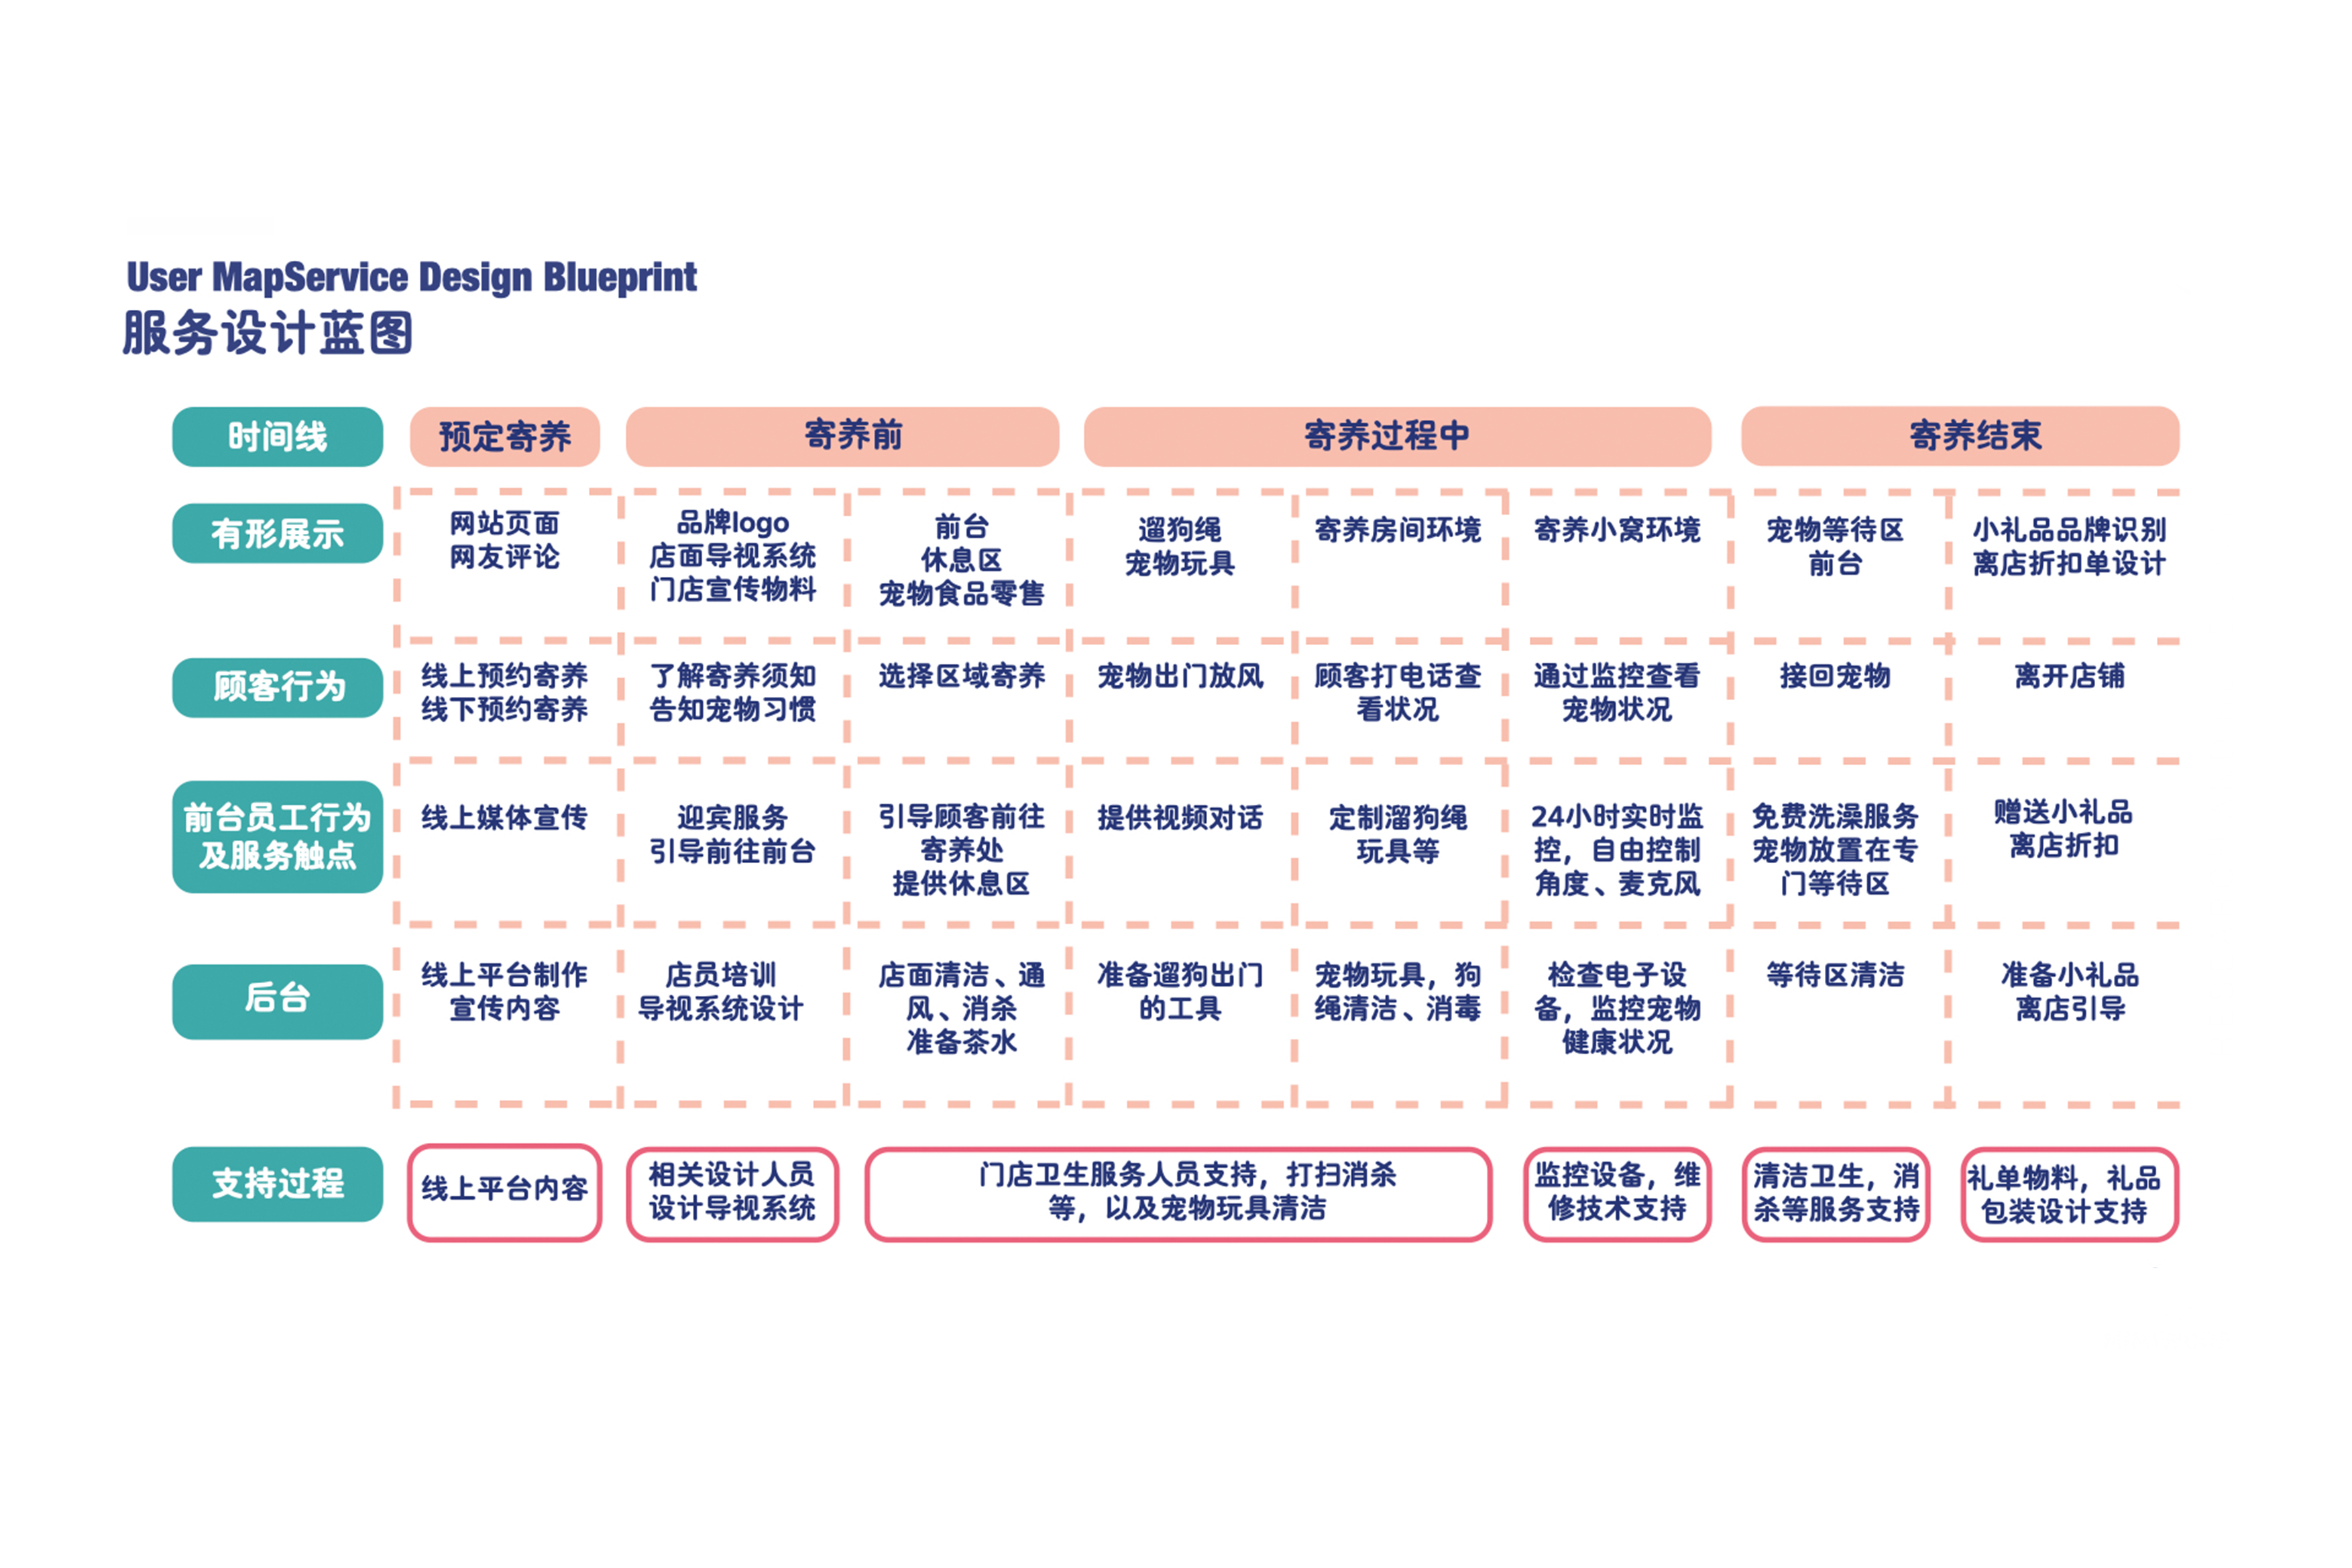 User MapService Design Blueprint
服务设计蓝图
时间线
预定寄养
寄养前
寄养过程中
寄养结束
有形展示
网站页面
网友评论
品牌logo
店面导视系统
门店宣传物料
前台
休息区
宠物食品零售
遛狗绳
宠物玩具
寄养房间环境
寄养小窝环境
宠物等待区
前台
小礼品品牌识别
离店折扣单设计
顾客行为
线上预约寄养
线下预约寄养
了解寄养须知
告知宠物习惯
选择区域寄养
宠物出门放风
顾客打电话查
看状况
通过监控查看
宠物状况
接回宠物
离开店铺
前台员工行为
及服务触点
线上媒体宣传
迎宾服务
引导前往前台
引导顾客前往
寄养处
提供休息区
提供视频对话
定制溜狗绳
玩具等
24小时实时监
控，自由控制
角度、麦克风
免费洗澡服务
宠物放置在专
门等待区
赠送小礼品
离店折扣
后台
线上平台制作
宣传内容
店员培训
导视系统设计
店面清洁、通
风、消杀
准备茶水
准备遛狗出门
的工具
宠物玩具，狗
绳清洁、消毒
检查电子设
备，监控宠物
健康状况
等待区清洁
准备小礼品
离店引导
支持过程
线上平台内容
相关设计人员
设计导视系统
门店卫生服务人员支持，打扫消杀
等，以及宠物玩具清洁
监控设备，维
修技术支持
清洁卫生，消
杀等服务支持
礼单物料，礼品
包装设计支持